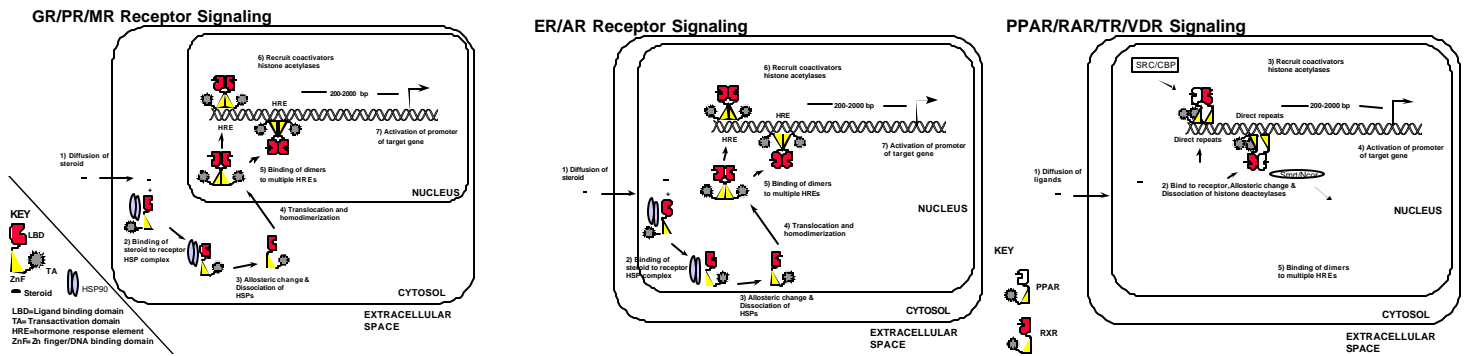 GR/PR/MR Receptor Signaling
6) Recruit coactivators
histone acetylases
HRE
200-2000 bp
HRE
7) Activation of promoter
of target gene
1) Diffusion of
steroid
5) Binding of dimers
to multiple HREs
NUCLEUS
+
4) Translocation and
homodimerization
2) Binding of
steroid to receptor
HSP complex
3) Allosteric change &
Dissociation of
HSPs
CYTOSOL
EXTRACELLULAR
SPACE
KEY
LBD
TA
ZnF
Steroid
HSP90
LBD=Ligand binding domain
TA= Transactivation domain
HRE=hormone response element
ZnF=Zn finger/DNA binding domain
ER/AR Receptor Signaling
6) Recruit coactivators
histone acetylases
200-2000 bp
HRE
HRE
7) Activation of promoter
of target gene
1) Diffusion of
steroid
5) Binding of dimers
to multiple HREs
NUCLEUS
+
4) Translocation and
homodimerization
2) Binding of
steroid to receptor
HSP complex
3) Allosteric change &
Dissociation of
HSPs
CYTOSOL
EXTRACELLULAR
SPACE
PPAR/RAR/TR/VDR Signaling
SRC/CBP
3) Recruit coactivators
histone acetylases
200-2000 bp
Direct repeats
Direct repeats
4) Activation of promoter
of target gene
1) Diffusion of
ligands
Smrt/Ncor
2) Bind to receptor, Allosteric change &
Dissociation of histone deactylases
NUCLEUS
5) Binding of dimers
to multiple HREs
CYTOSOL
EXTRACELLULAR
SPACE
KEY
PPAR
RXR